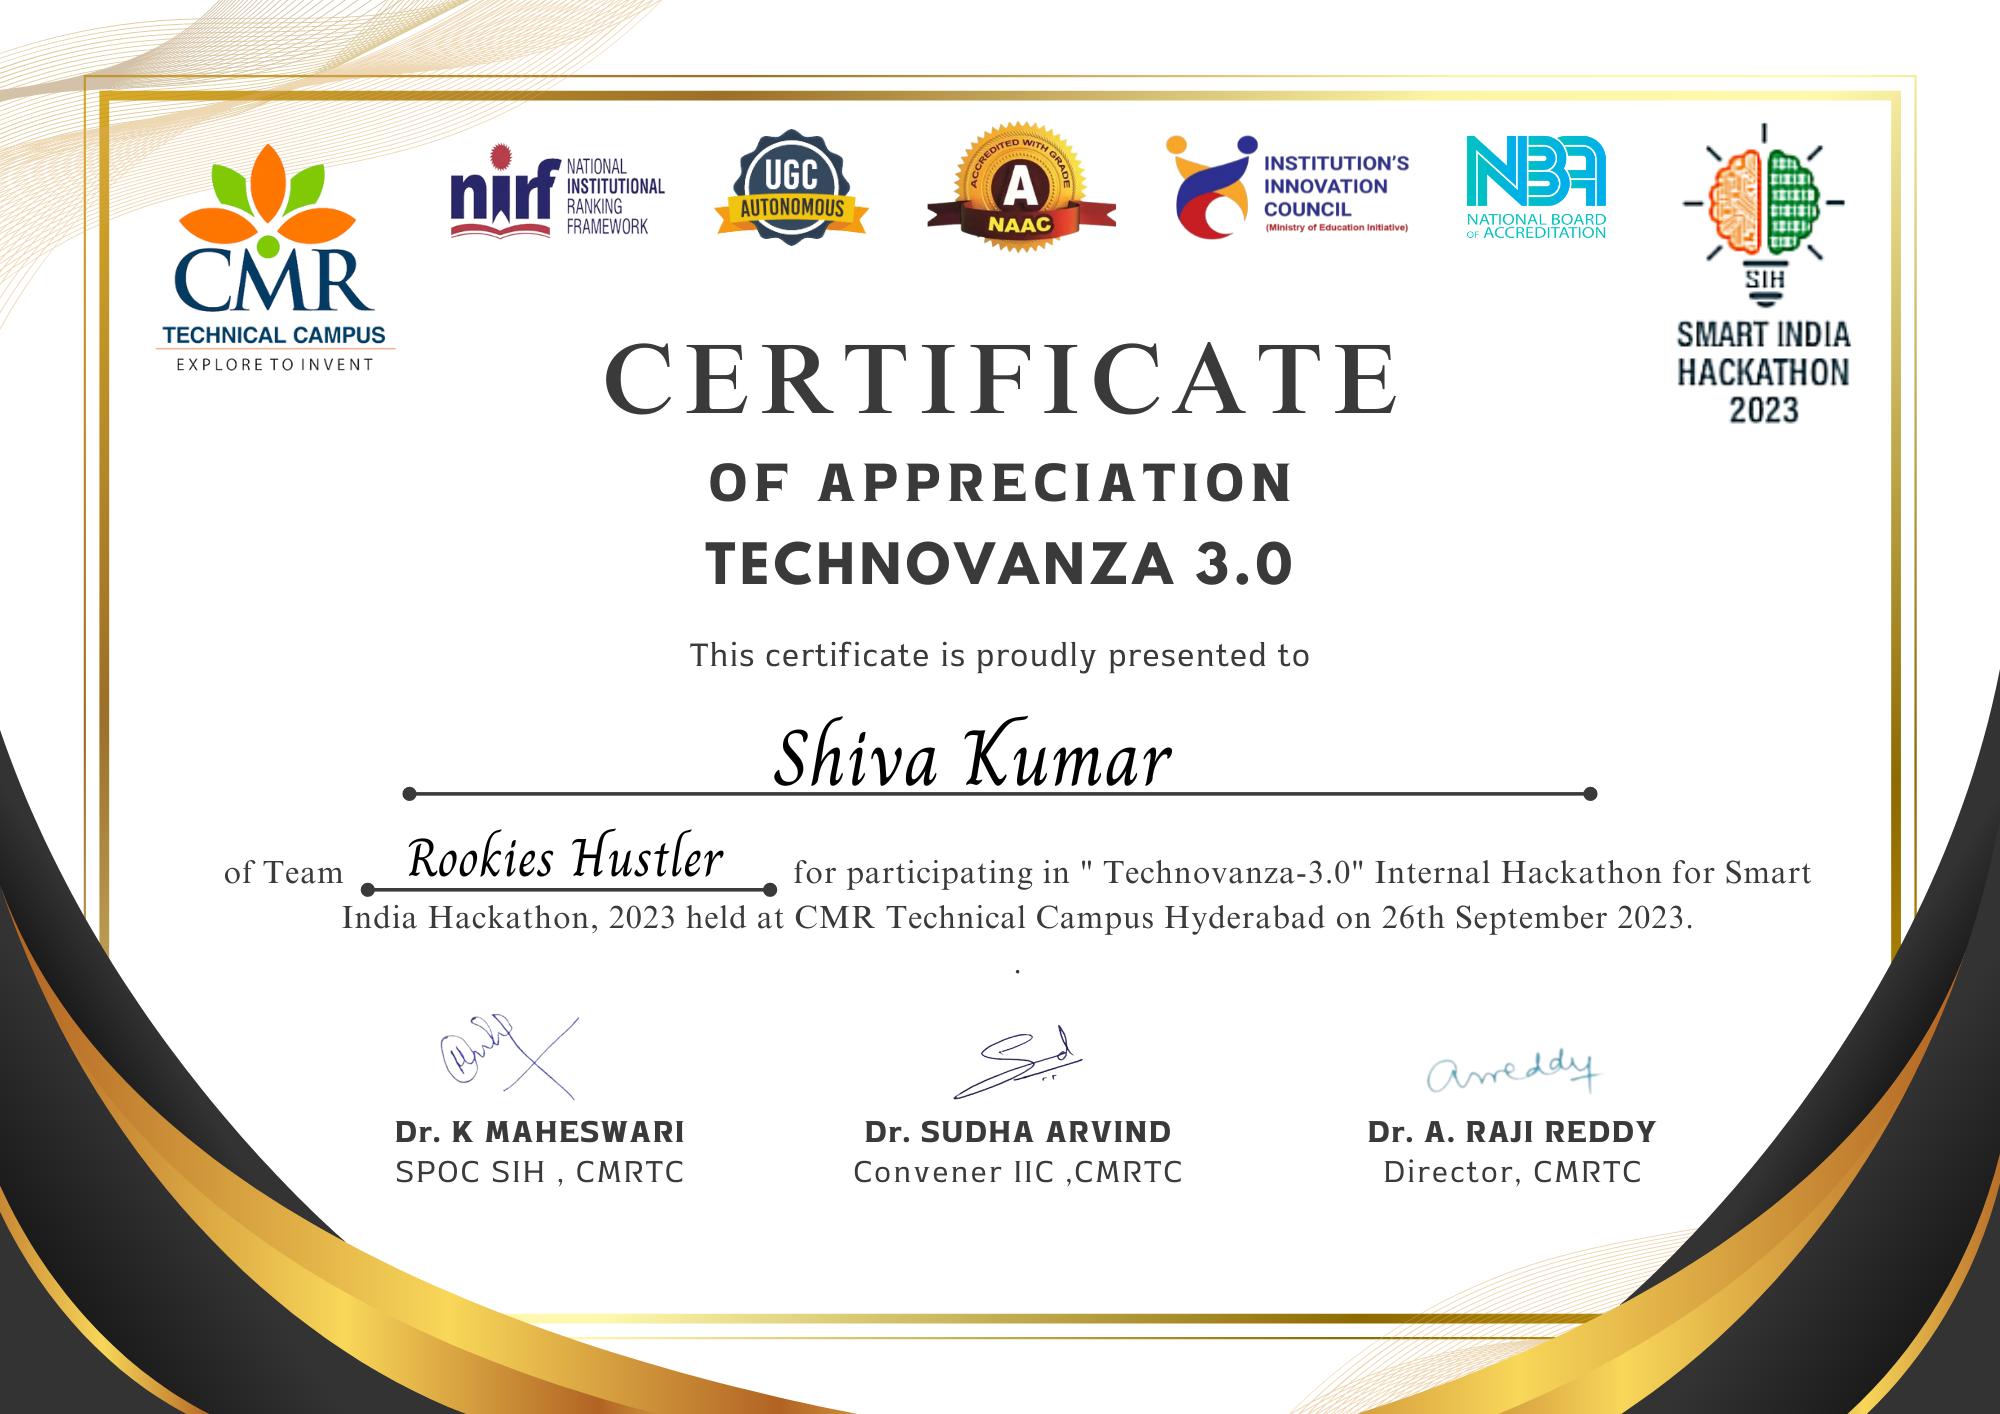 CMR
TECHNICAL CAMPUS
EXPLORE TO INVENT
nirf
NATIONAL
INSTITUTIONAL
RANKING
FRAMEWORK
UGC
AUTONOMOUS
ACCREDITED WITH GRADE
A
NAAC
INSTITUTION'S
INNOVATION
COUNCIL
(Ministry of Education Initiative)
NBA
NATIONAL BOARD
OF ACCREDITATION
SIH
SMART INDIA
HACKATHON
2023
CERTIFICATE
OF APPRECIATION
TECHNOVANZA 3.0
This certificate is proudly presented to
Shiva Kumar
of Team Rookies Hustler for participating in " Technovanza-3.0" Internal Hackathon for Smart
India Hackathon, 2023 held at CMR Technical Campus Hyderabad on 26th September 2023.
.
arreddy
Dr. K MAHESWARI
SPOC SIH , CMRTC
Dr. SUDHA ARVIND
Convener IIC ,CMRTC
Dr. A. RAJI REDDY
Director, CMRTC